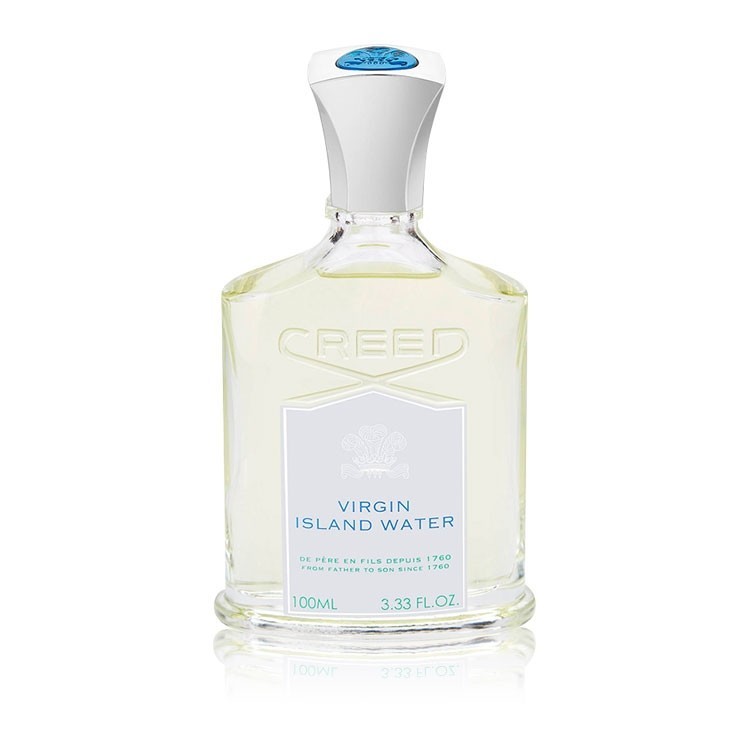 CREED
VIRGIN
ISLAND WATER
DE PÈRE EN FILS DEPUIS 1760
FROM FATHER TO SON SINCE 1760
100ML 3.33 FL.OZ.